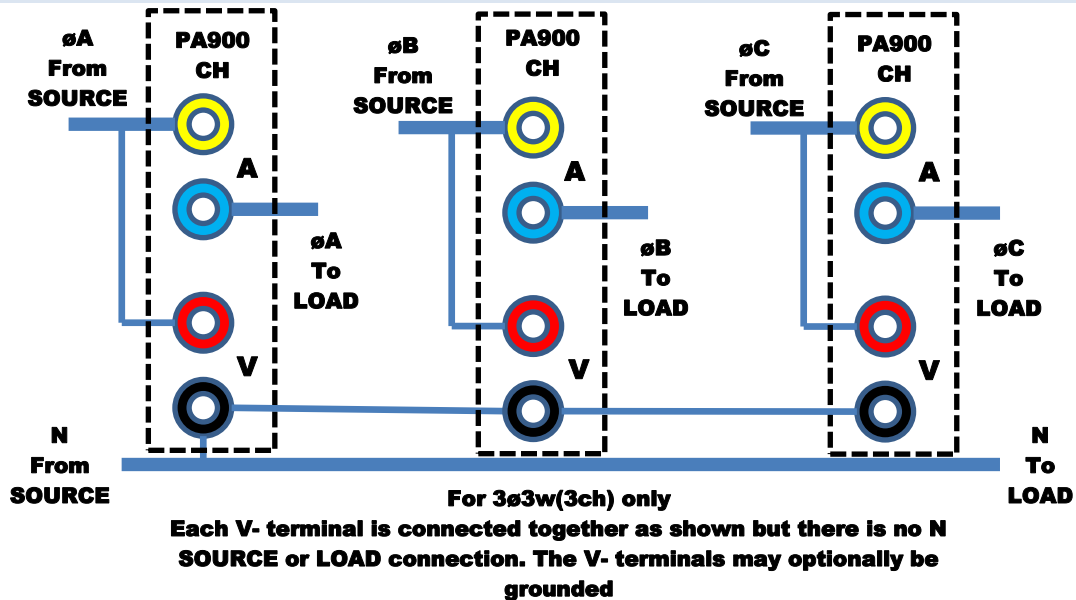 øA
From
SOURCE
PA900
CH
A
øA
To
LOAD
V
øB
From
SOURCE
PA900
CH
A
øB
To
LOAD
V
øC
From
SOURCE
PA900
CH
A
øC
To
LOAD
V
N
From
SOURCE
N
To
LOAD
For 3ø3w(3ch) only
Each V- terminal is connected together as shown but there is no N
SOURCE or LOAD connection. The V- terminals may optionally be
grounded